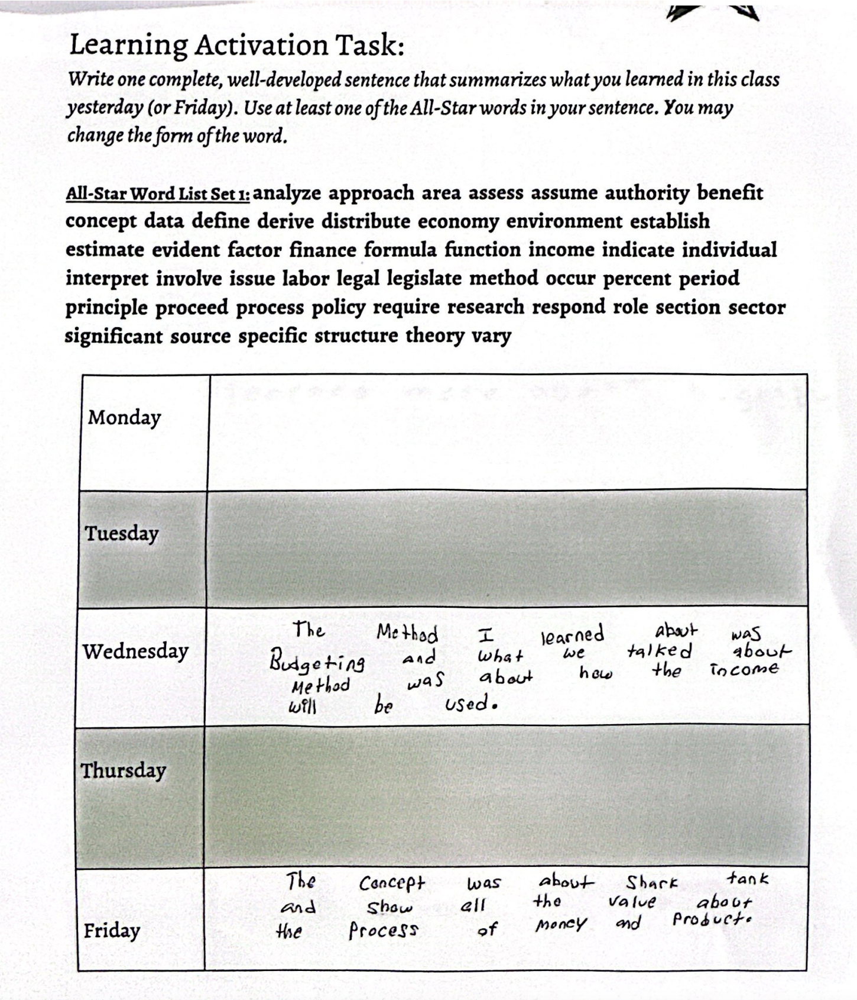 Learning Activation Task:
Write one complete, well-developed sentence that summarizes what you learned in this class
yesterday (or Friday). Use at least one of the All-Star words in your sentence. You may
change the form of the word.
All-Star Word List Set 1: analyze approach area assess assume authority benefit
concept data define derive distribute economy environment establish
estimate evident factor finance formula function income indicate individual
interpret involve issue labor legal legislate method occur percent period
principle proceed process policy require research respond role section sector
significant source specific structure theory vary
Monday
Tuesday
Wednesday
The Method I learned about was
Budgeting and what we talked about
Method was about how the income
will be used.
Thursday
Friday
The Concept was about Shark tank
and show all the value about
the Process of money and Product.